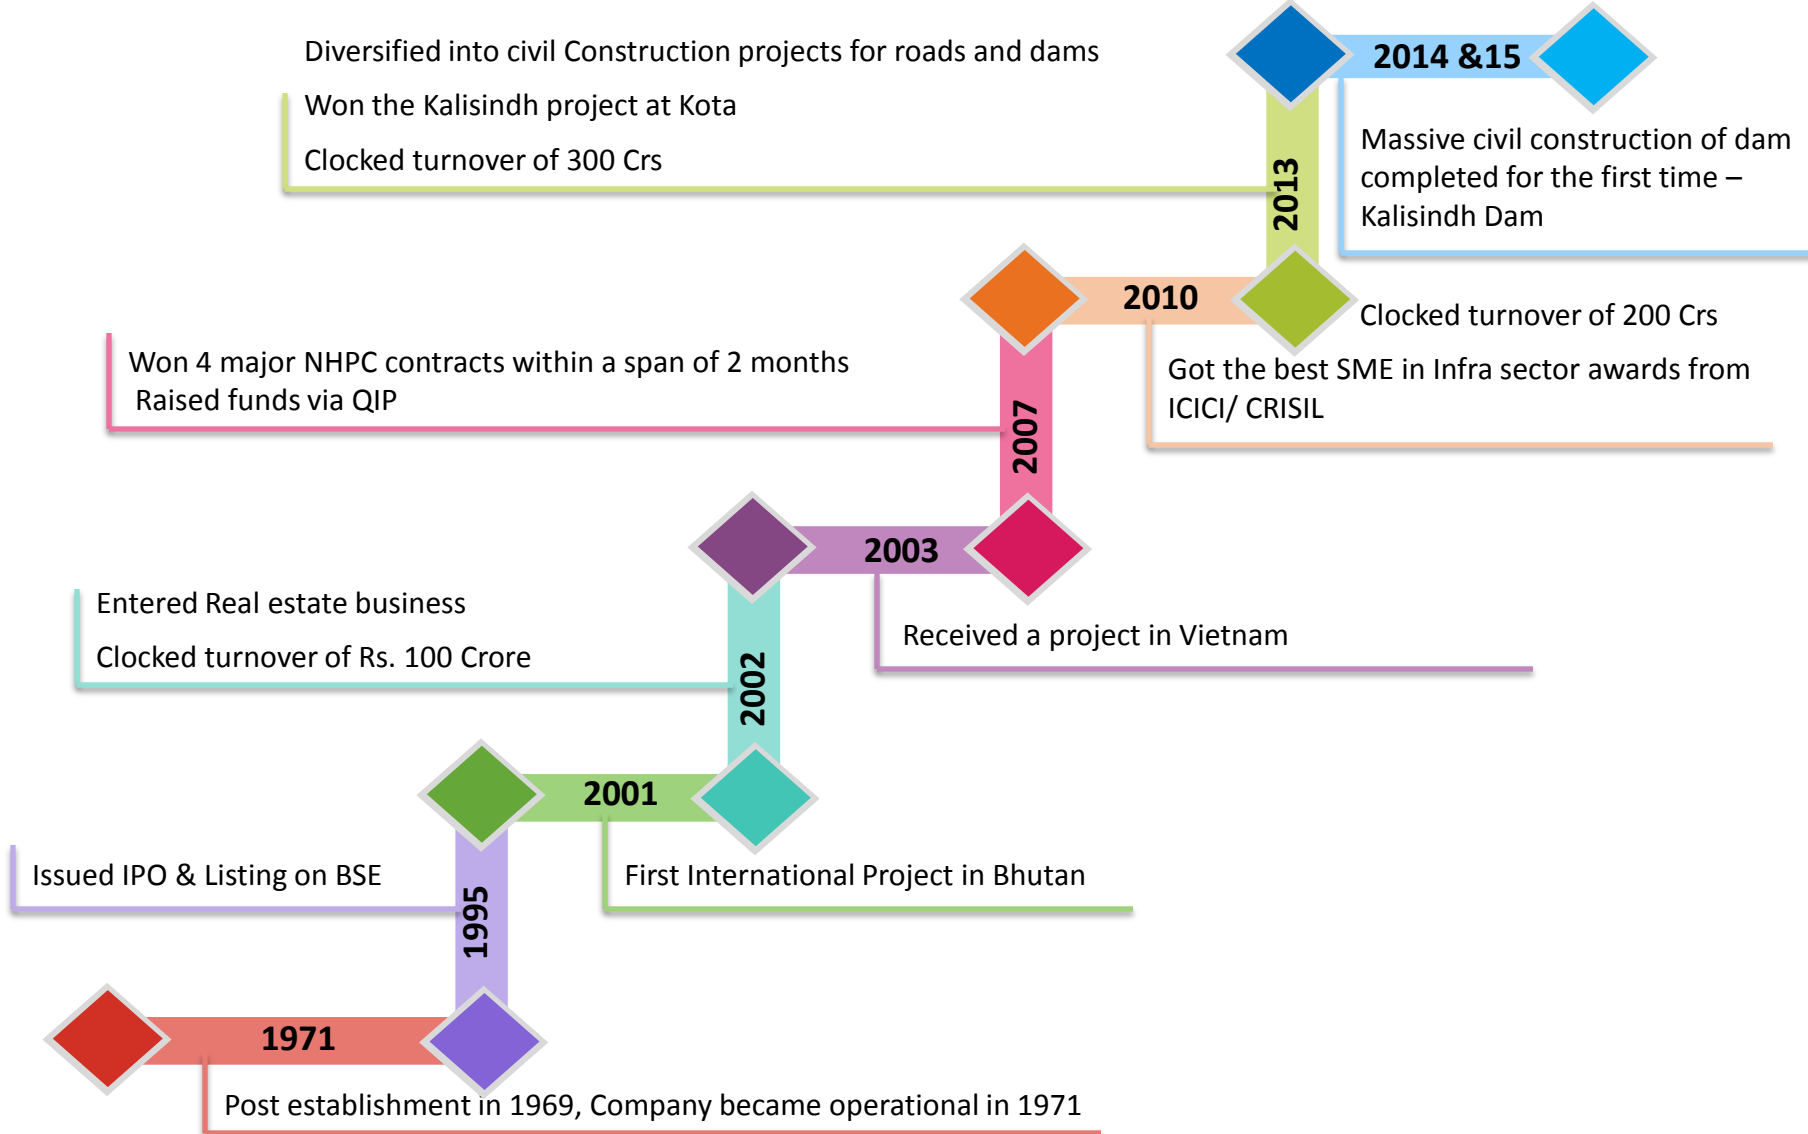 Diversified into civil Construction projects for roads and dams
Won the Kalisindh project at Kota
Clocked turnover of 300 Crs
2013
2014 &15
Massive civil construction of dam
completed for the first time –
Kalisindh Dam
2010
Clocked turnover of 200 Crs
Got the best SME in Infra sector awards from
ICICI/ CRISIL
Won 4 major NHPC contracts within a span of 2 months
Raised funds via QIP
2007
2003
Received a project in Vietnam
Entered Real estate business
Clocked turnover of Rs. 100 Crore
2002
2001
First International Project in Bhutan
Issued IPO & Listing on BSE
1995
1971
Post establishment in 1969, Company became operational in 1971